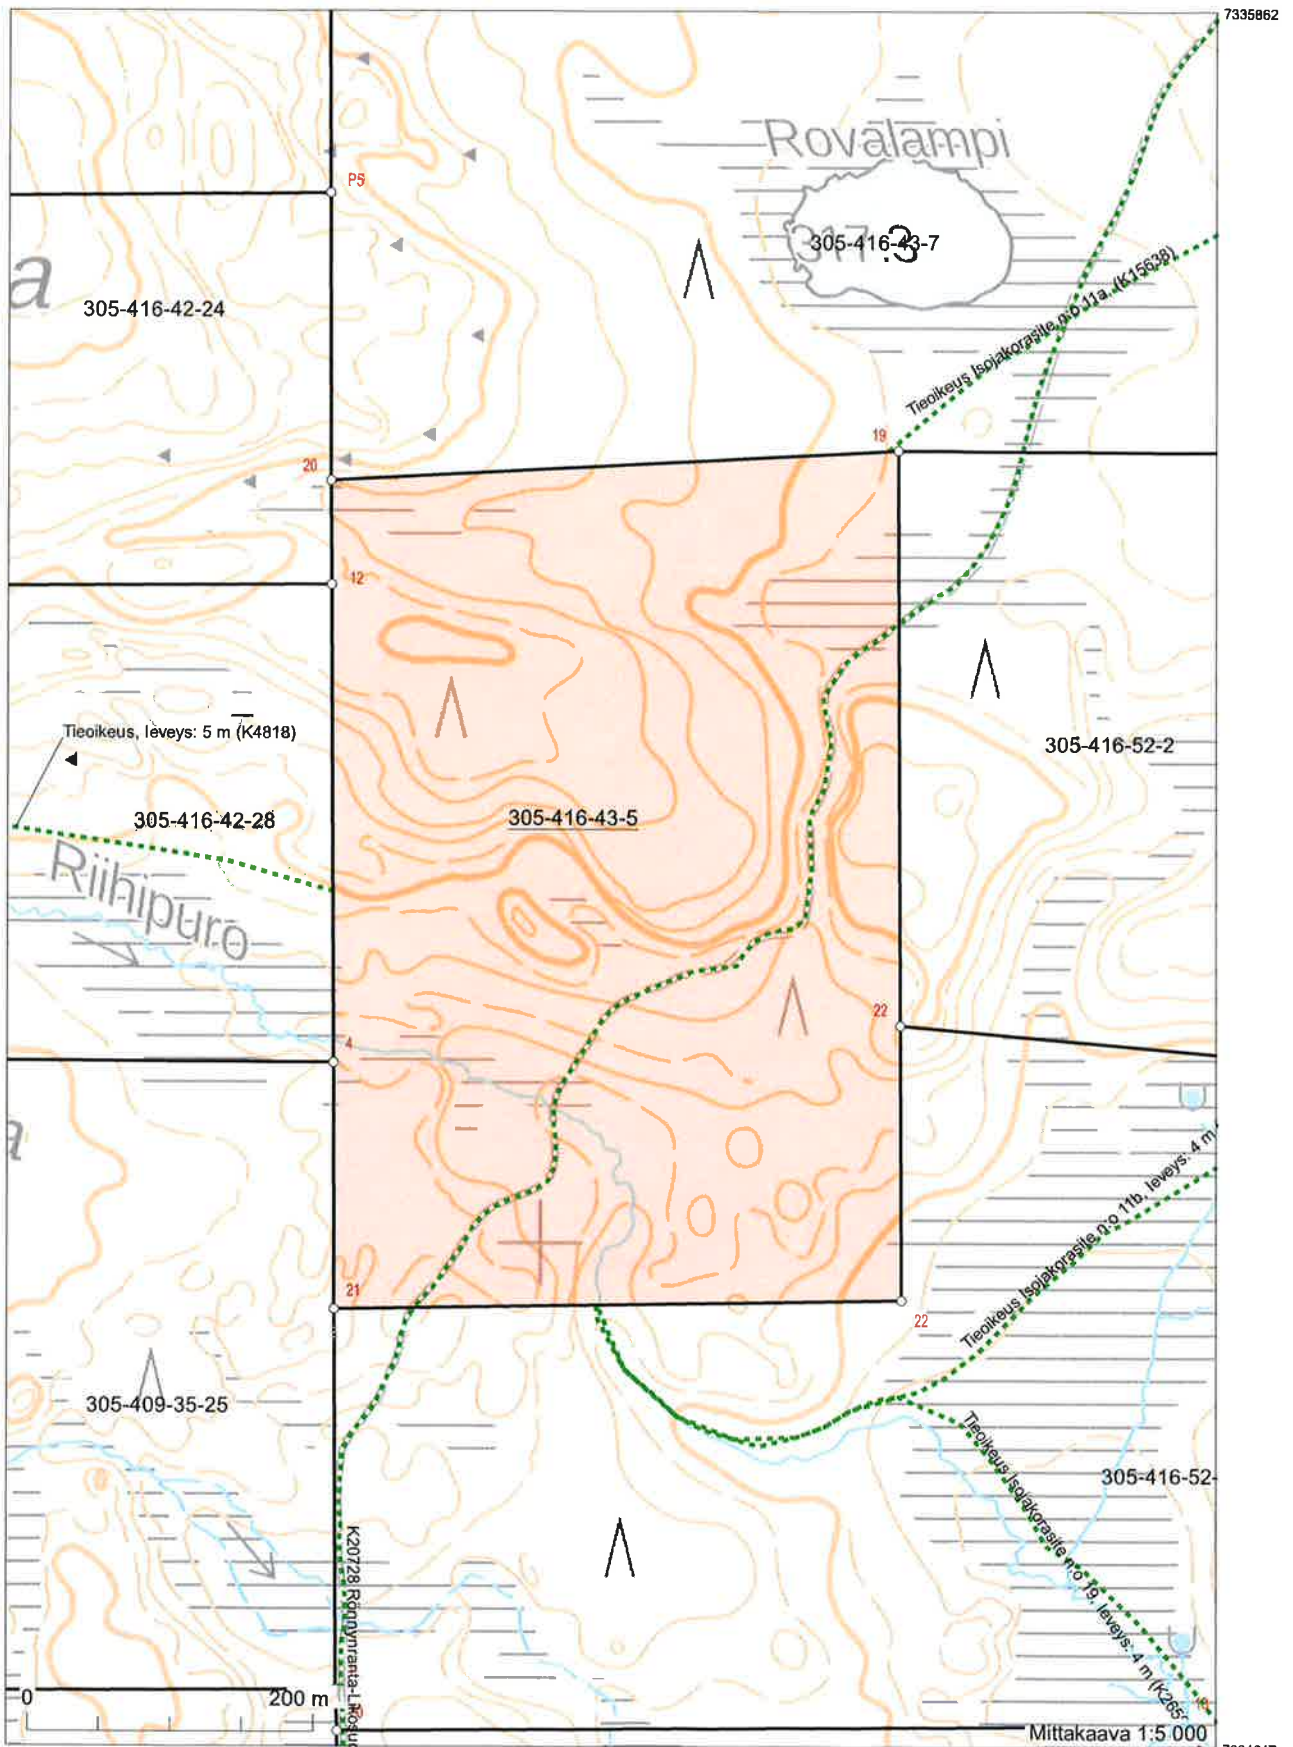 7335862
Rovalampi
P5
305-416-43-7
a
305-416-42-24
Tieoikeus Isojakorasite n:o 11a, (K15638)
19
20
12
Tieoikeus, leveys: 5 m (K4818)
305-416-52-2
305-416-42-28
305-416-43-5
Riihipuro
22
4
a
Tieoikeus Isojakorasite n:o 11b, leveys: 4 m
21
22
305-409-35-25
Tieoikeus Isojakorasite n:o 19, leveys: 4 m (K265
305-416-52-
K20728 Rönnynranta-L
0
200 m
Mittakaava 1:5 000